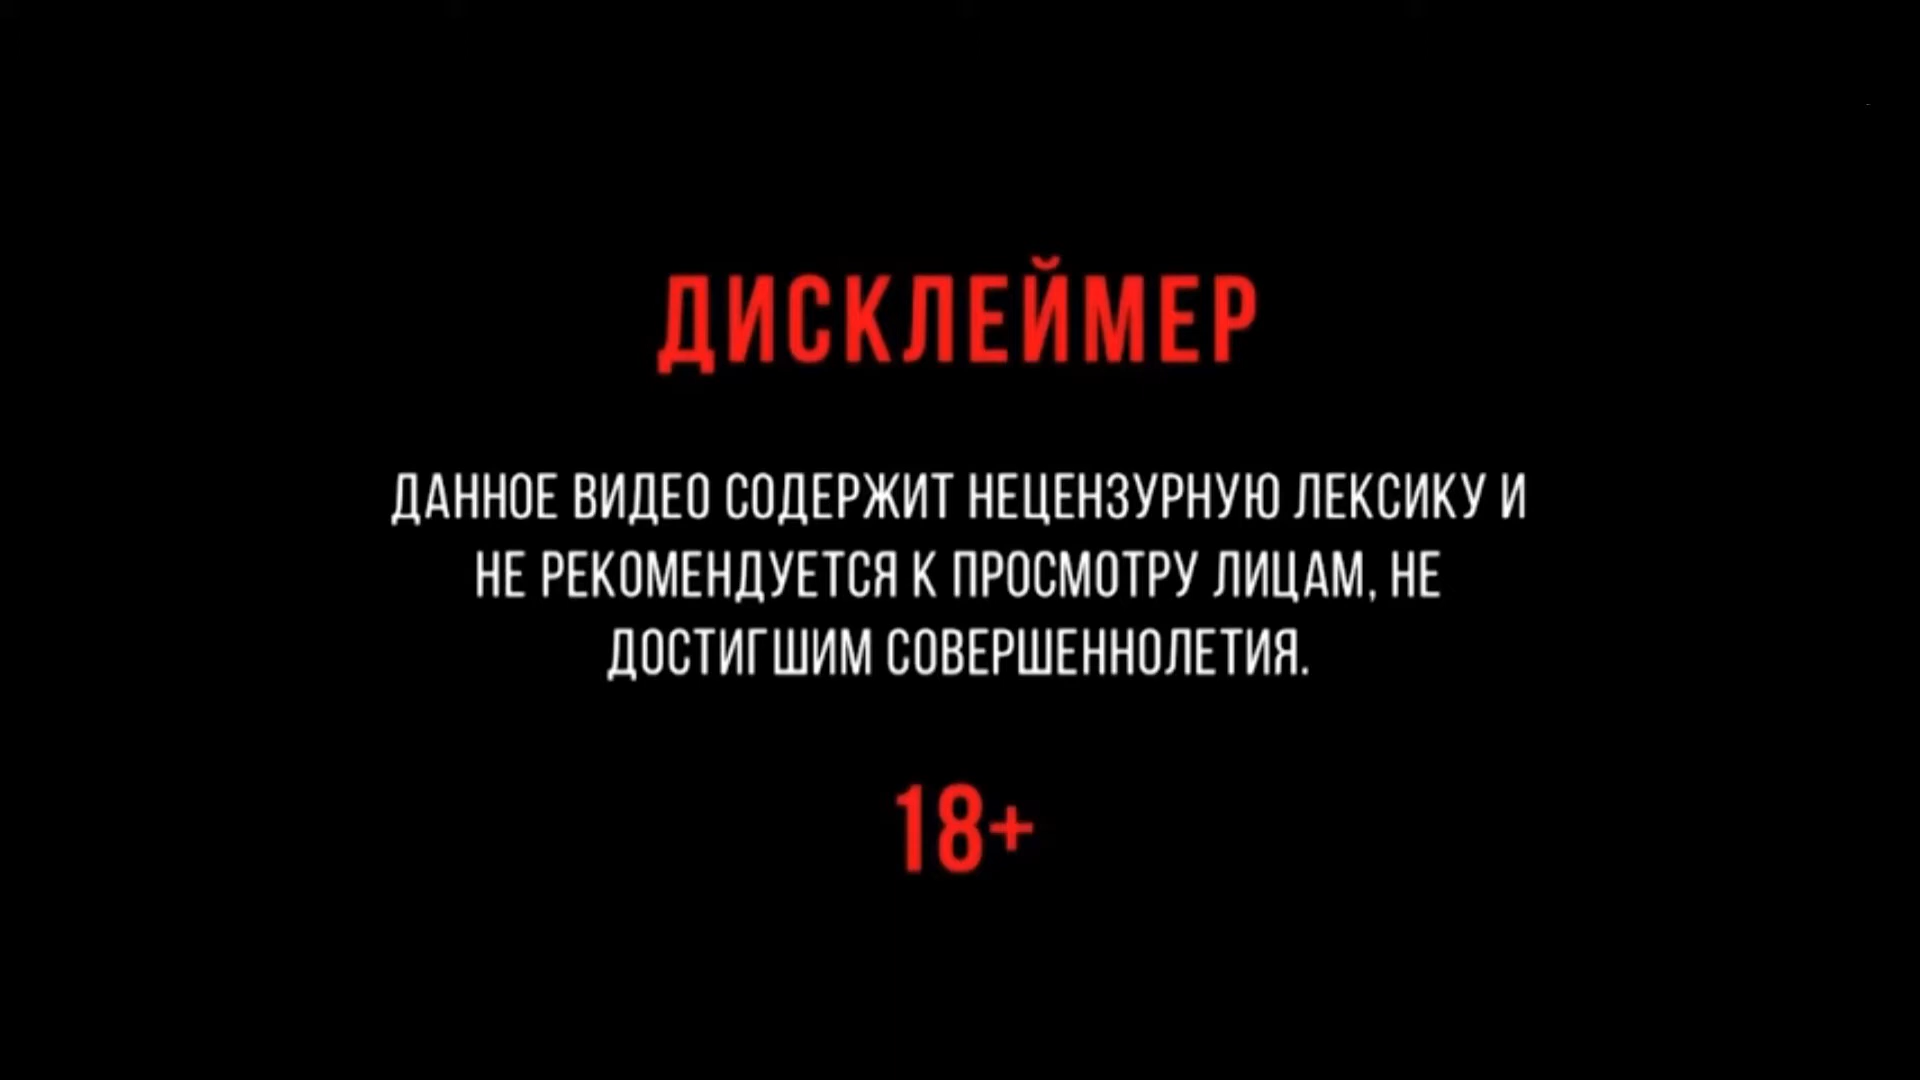 ДИСКЛЕЙМЕР
ДАННОЕ ВИДЕО СОДЕРЖИТ НЕЦЕНЗУРНУЮ ЛЕКСИКУ И
НЕ РЕКОМЕНДУЕТСЯ К ПРОСМОТРУ ЛИЦАМ, НЕ
ДОСТИГШИМ СОВЕРШЕННОЛЕТИЯ.
18+